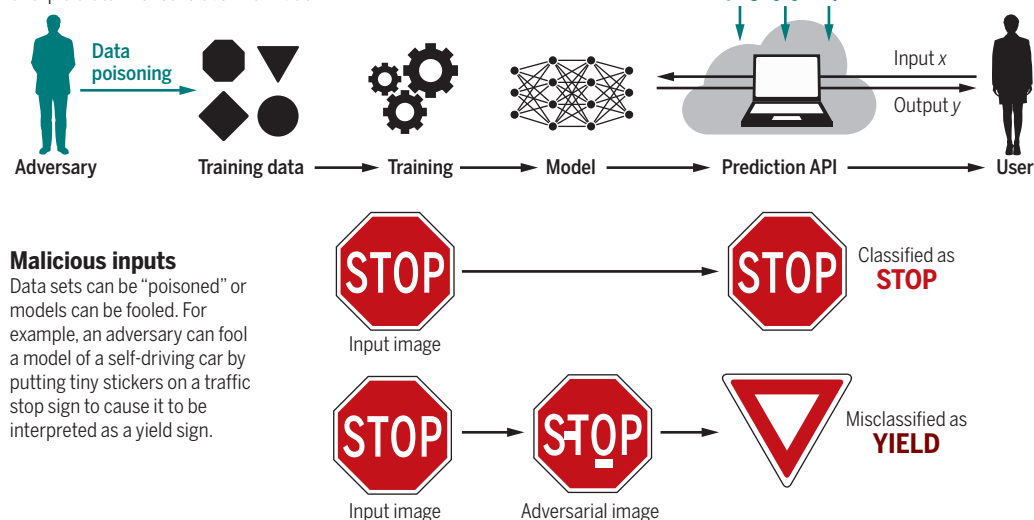 Data
poisoning
Input x
Output y
Adversary
Training data
Training
Model
Prediction API
User
Malicious inputs
Data sets can be “poisoned” or
models can be fooled. For
example, an adversary can fool
a model of a self-driving car by
putting tiny stickers on a traffic
stop sign to cause it to be
interpreted as a yield sign.
STOP
Input image
STOP
Classified as
STOP
STOP
Input image
STOP
Adversarial image
Misclassified as
YIELD